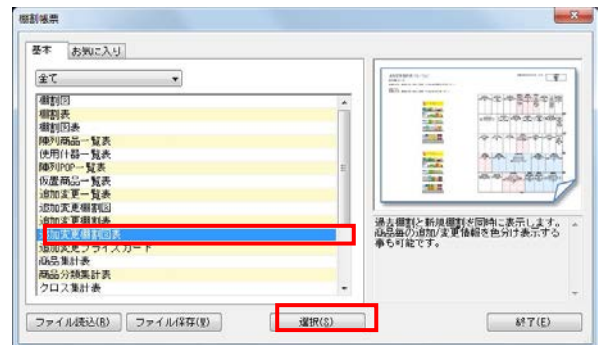 棚割帳票
基本 お気に入り
全て
棚割図
棚割表
棚割図表
陳列商品一覧表
使用什器一覧表
陳列POP一覧表
仮置商品一覧表
追加変更一覧表
追加変更棚割図
追加変更棚割表
追加変更棚割図表
追加変更プライスカード
商品集計表
商品分類集計表
クロス集計表
過去棚割と新規棚割を同時に表示します。
商品毎の追加/変更情報を色分け表示する
事も可能です。
ファイル読込(R) ファイル保存(W) 選択(S) 終了(E)